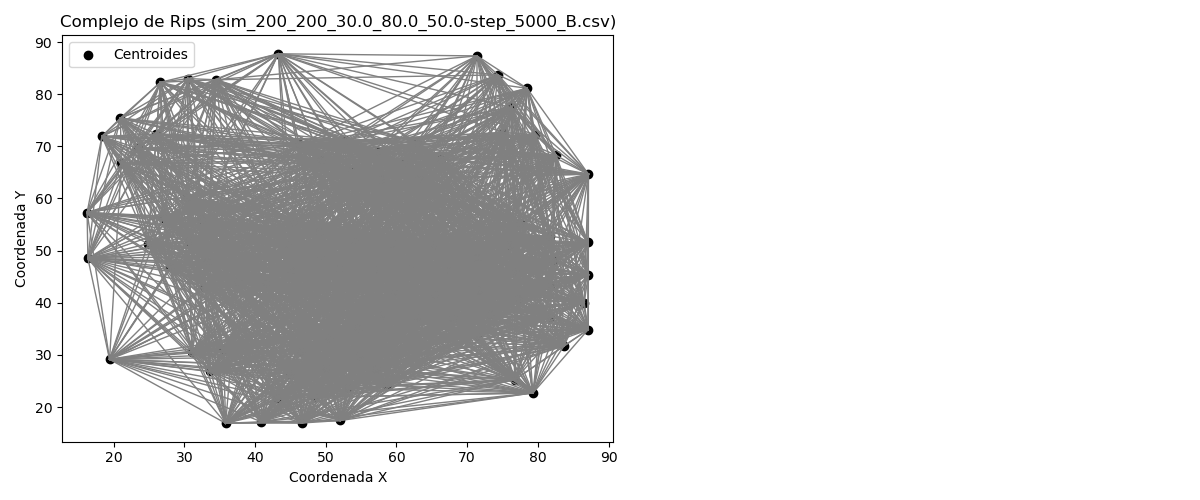 Complejo de Rips (sim_200_200_30.0_80.0_50.0-step_5000_B.csv)
Centroides
90
80
70
60
50
40
30
20
Coordenada Y
20 30 40 50 60 70 80 90
Coordenada X